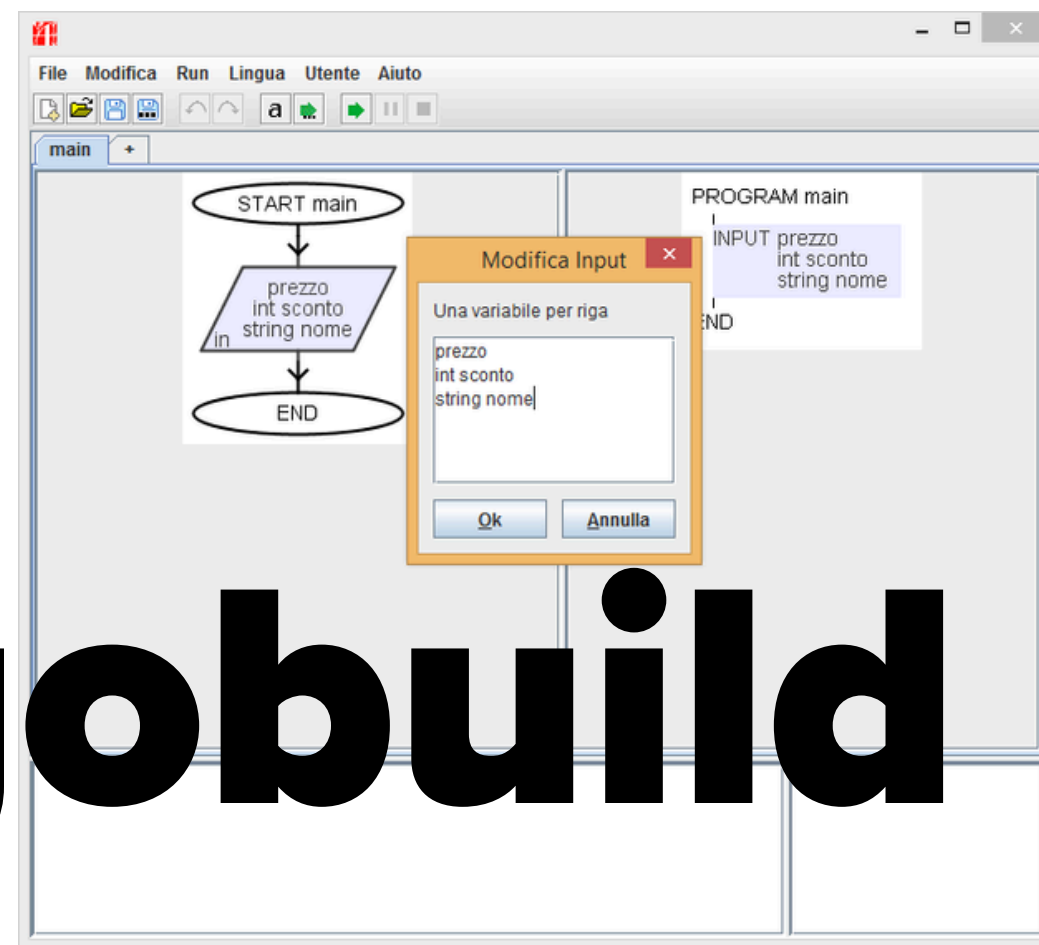 File Modifica Run Lingua Utente Aiuto
a
main +
START main
prezzo
int sconto
string nome
in
END
PROGRAM main
INPUT prezzo
int sconto
string nome
Modifica Input
Una variabile per riga
prezzo
int sconto
string nome
Ok Annulla
gobuild